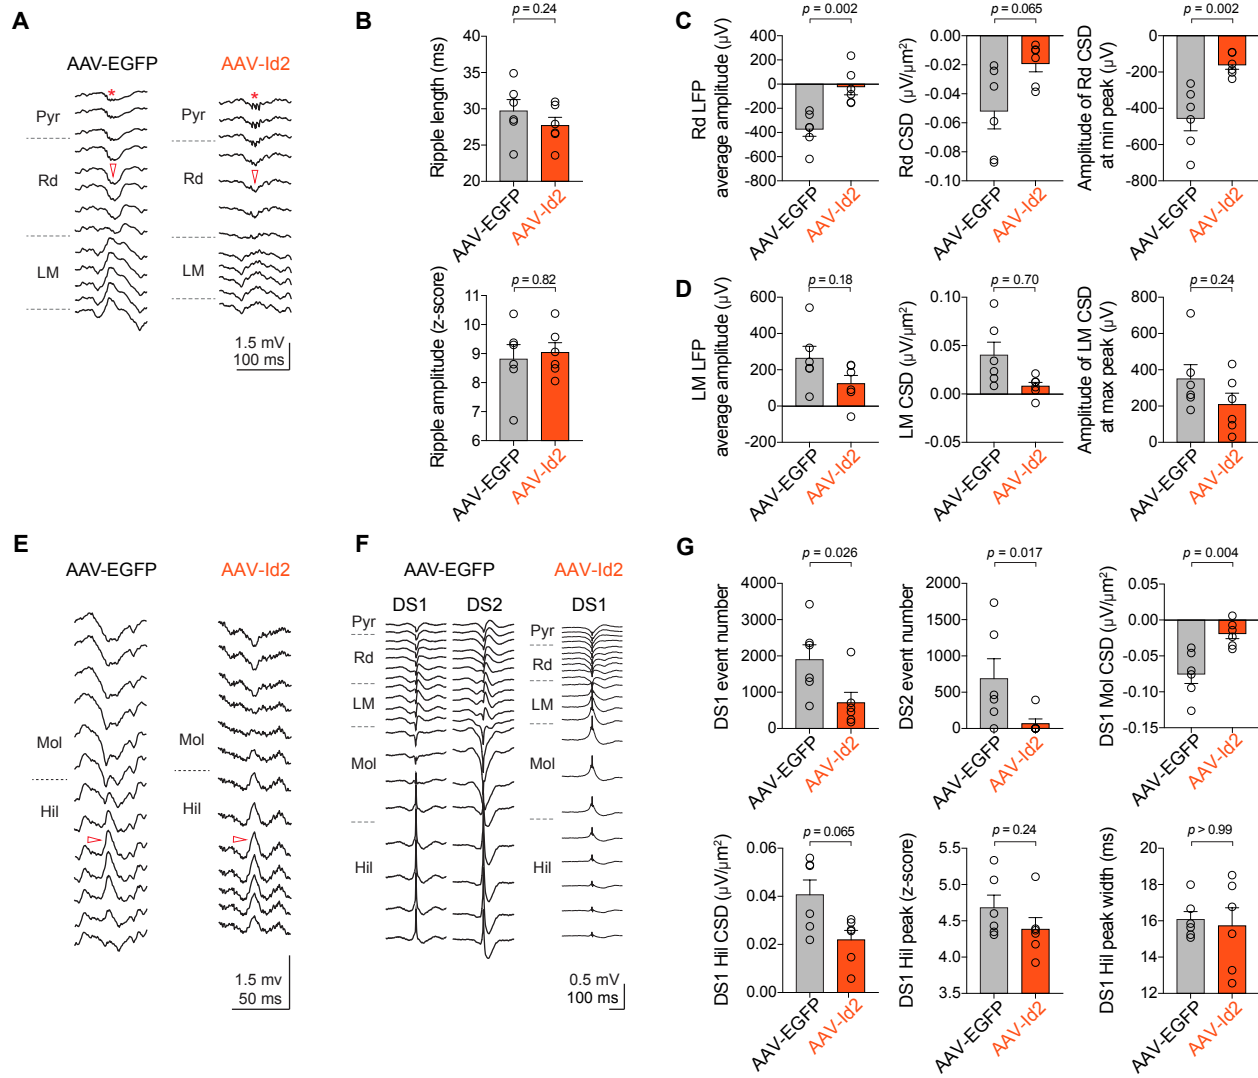 A
AAV-EGFP
AAV-Id2
*
*
Pyr
Pyr
Rd
Rd
LM
LM
1.5 mV
100 ms
B
p = 0.24
Ripple length (ms)
40
35
30
25
20
AAV-EGFP
AAV-Id2
p = 0.82
Ripple amplitude (z-score)
11
10
9
8
7
6
AAV-EGFP
AAV-Id2
C
p = 0.002
Rd LFP
average amplitude (µV)
400
200
0
-200
-400
-600
-800
AAV-EGFP
AAV-Id2
p = 0.065
Rd CSD (µV/µm²)
0.00
-0.02
-0.04
-0.06
-0.08
-0.10
AAV-EGFP
AAV-Id2
p = 0.002
Amplitude of Rd CSD
at min peak (µV)
0
-200
-400
-600
-800
AAV-EGFP
AAV-Id2
D
p = 0.18
LM LFP
average amplitude (µV)
600
400
200
0
-200
AAV-EGFP
AAV-Id2
p = 0.70
LM CSD (µV/µm²)
0.10
0.05
0.00
-0.05
AAV-EGFP
AAV-Id2
p = 0.24
Amplitude of LM CSD
at max peak (µV)
800
600
400
200
0
AAV-EGFP
AAV-Id2
E
AAV-EGFP
AAV-Id2
Mol
Mol
Hil
Hil
1.5 mv
50 ms
F
AAV-EGFP
AAV-Id2
DS1
DS2
DS1
Pyr
Pyr
Rd
Rd
LM
LM
Mol
Mol
Hil
Hil
0.5 mV
100 ms
G
p = 0.026
DS1 event number
4000
3000
2000
1000
0
AAV-EGFP
AAV-Id2
p = 0.017
DS2 event number
2000
1500
1000
500
0
AAV-EGFP
AAV-Id2
p = 0.004
DS1 Mol CSD (µV/µm²)
0.05
0.00
-0.05
-0.10
-0.15
AAV-EGFP
AAV-Id2
p = 0.065
DS1 Hil CSD (µV/µm²)
0.06
0.04
0.02
0.00
AAV-EGFP
AAV-Id2
p = 0.24
DS1 Hil peak (z-score)
5.5
5.0
4.5
4.0
3.5
AAV-EGFP
AAV-Id2
p > 0.99
DS1 Hil peak width (ms)
20
18
16
14
12
AAV-EGFP
AAV-Id2